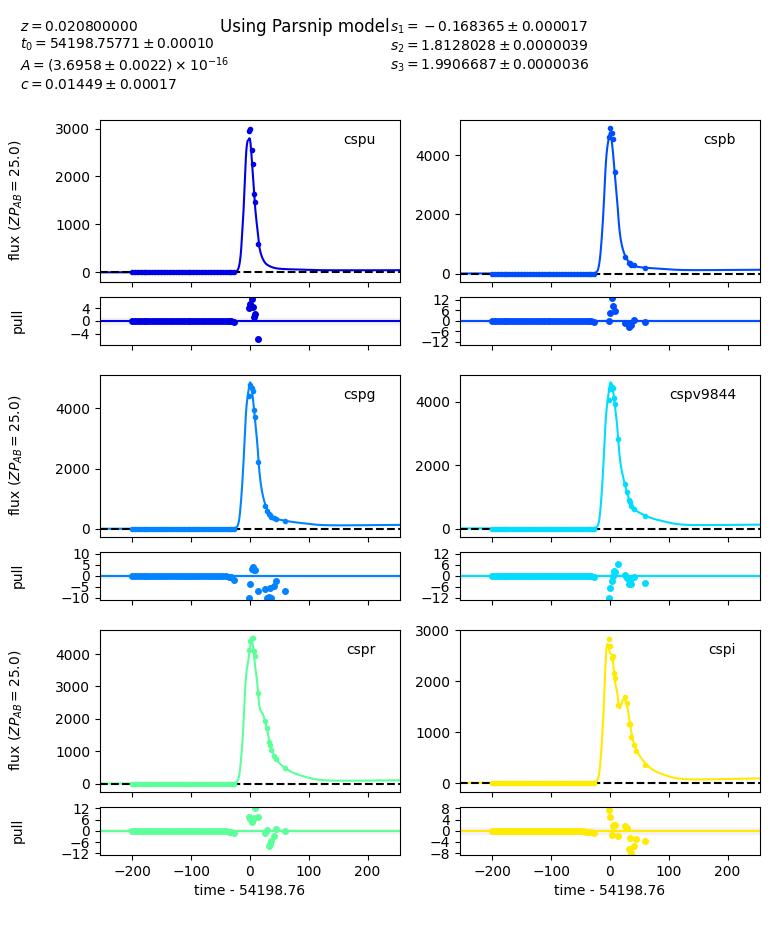 Using Parsnip model
z = 0.020800000
t0 = 54198.75771 ± 0.00010
A = (3.6958 ± 0.0022) × 10^−16
c = 0.01449 ± 0.00017
s1 = −0.168365 ± 0.000017
s2 = 1.8128028 ± 0.0000039
s3 = 1.9906687 ± 0.0000036
flux (ZP_AB = 25.0)
3000
2000
1000
0
cspu
4000
2000
0
cspb
pull
4
0
−4
12
6
0
−6
−12
flux (ZP_AB = 25.0)
4000
2000
0
cspg
4000
2000
0
cspv9844
pull
10
5
0
−5
−10
12
6
0
−6
−12
flux (ZP_AB = 25.0)
4000
3000
2000
1000
0
cspr
3000
2000
1000
0
cspi
pull
12
6
0
−6
−12
8
4
0
−4
−8
−200 −100 0 100 200
−200 −100 0 100 200
time - 54198.76
time - 54198.76